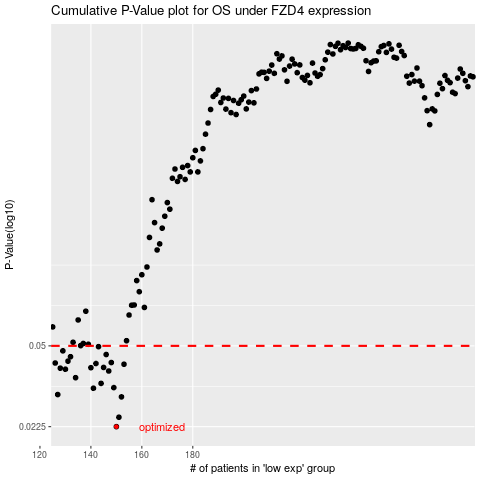 Cumulative P-Value plot for OS under FZD4 expression
P-Value(log10)
0.05
0.0225
optimized
120 140 160 180
# of patients in 'low exp' group